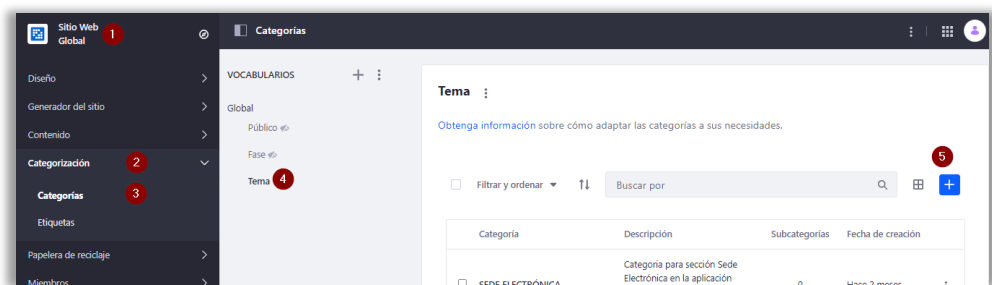 Sitio Web
Global
1
Categorías
Diseño
Generador del sitio
Contenido
Categorización
2
Categorías
3
Etiquetas
Papelera de reciclaje
Miembros
VOCABULARIOS
Global
Público
Fase
Tema
4
Tema
Obtenga información sobre cómo adaptar las categorías a sus necesidades.
5
Filtrar y ordenar
Buscar por
Categoría Descripción Subcategorías Fecha de creación
Categoria para sección Sede
SEDE ELECTRÓNICA Electrónica en la aplicación 0 Hace 2 meses